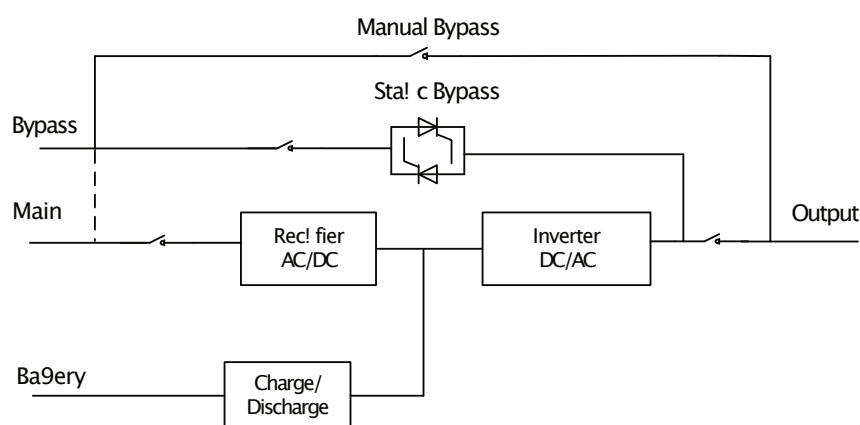 Manual Bypass
Sta! c Bypass
Bypass
Main
Rec! fier
AC/DC
Inverter
DC/AC
Output
Ba9ery
Charge/
Discharge